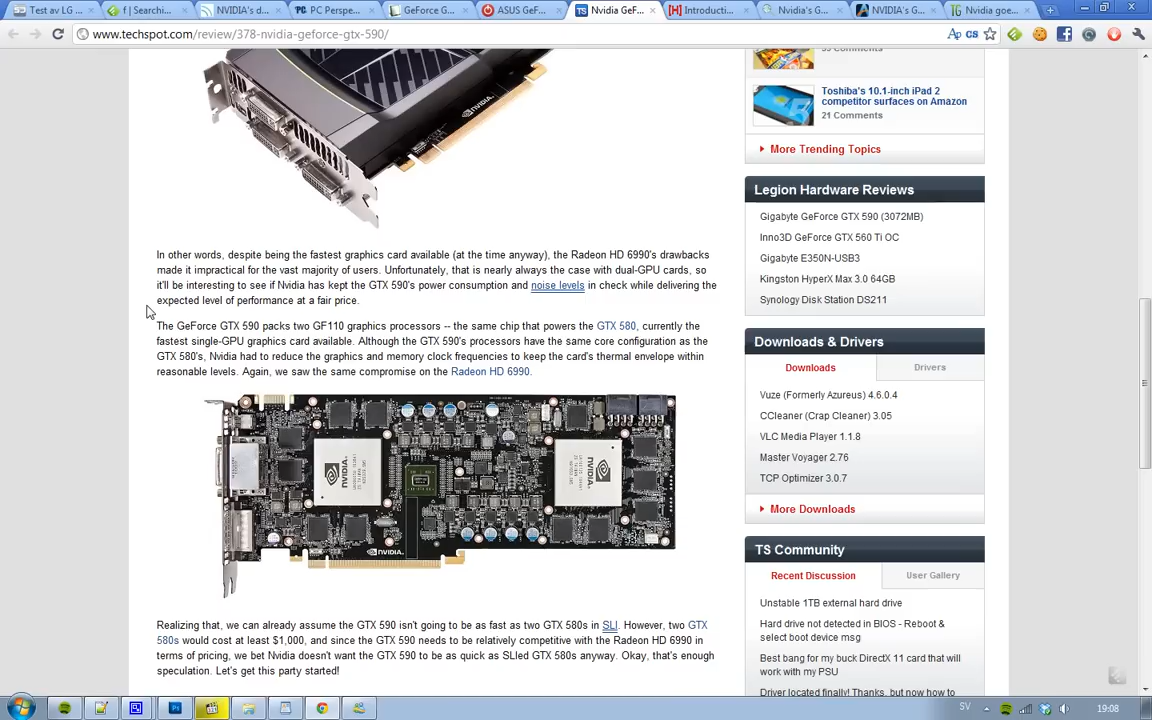 Test av LG ...
f | Searchin...
NVIDIA's d...
PC Perspe...
GeForce G...
ASUS GeF...
Nvidia GeF...
Introducti...
Nvidia's G...
NVIDIA's G...
Nvidia goe...
www.techspot.com/review/378-nvidia-geforce-gtx-590/
NVIDIA
In other words, despite being the fastest graphics card available (at the time anyway), the Radeon HD 6990's drawbacks
made it impractical for the vast majority of users. Unfortunately, that is nearly always the case with dual-GPU cards, so
it'll be interesting to see if Nvidia has kept the GTX 590's power consumption and noise levels in check while delivering the
expected level of performance at a fair price.
The GeForce GTX 590 packs two GF110 graphics processors -- the same chip that powers the GTX 580, currently the
fastest single-GPU graphics card available. Although the GTX 590's processors have the same core configuration as the
GTX 580's, Nvidia had to reduce the graphics and memory clock frequencies to keep the card's thermal envelope within
reasonable levels. Again, we saw the same compromise on the Radeon HD 6990.
NVIDIA
NVIDIA
NVIDIA
Realizing that, we can already assume the GTX 590 isn't going to be as fast as two GTX 580s in SLI. However, two GTX
580s would cost at least $1,000, and since the GTX 590 needs to be relatively competitive with the Radeon HD 6990 in
terms of pricing, we bet Nvidia doesn't want the GTX 590 to be as quick as SLIed GTX 580s anyway. Okay, that's enough
speculation. Let's get this party started!
Comments
Toshiba's 10.1-inch iPad 2
competitor surfaces on Amazon
21 Comments
More Trending Topics
Legion Hardware Reviews
Gigabyte GeForce GTX 590 (3072MB)
Inno3D GeForce GTX 560 Ti OC
Gigabyte E350N-USB3
Kingston HyperX Max 3.0 64GB
Synology Disk Station DS211
Downloads & Drivers
Downloads
Drivers
Vuze (Formerly Azureus) 4.6.0.4
CCleaner (Crap Cleaner) 3.05
VLC Media Player 1.1.8
Master Voyager 2.76
TCP Optimizer 3.0.7
More Downloads
TS Community
Recent Discussion
User Gallery
Unstable 1TB external hard drive
Hard drive not detected in BIOS - Reboot &
select boot device msg
Best bang for my buck DirectX 11 card that will
work with my PSU
Driver located finally! Thanks, but now how to
SV
19:08